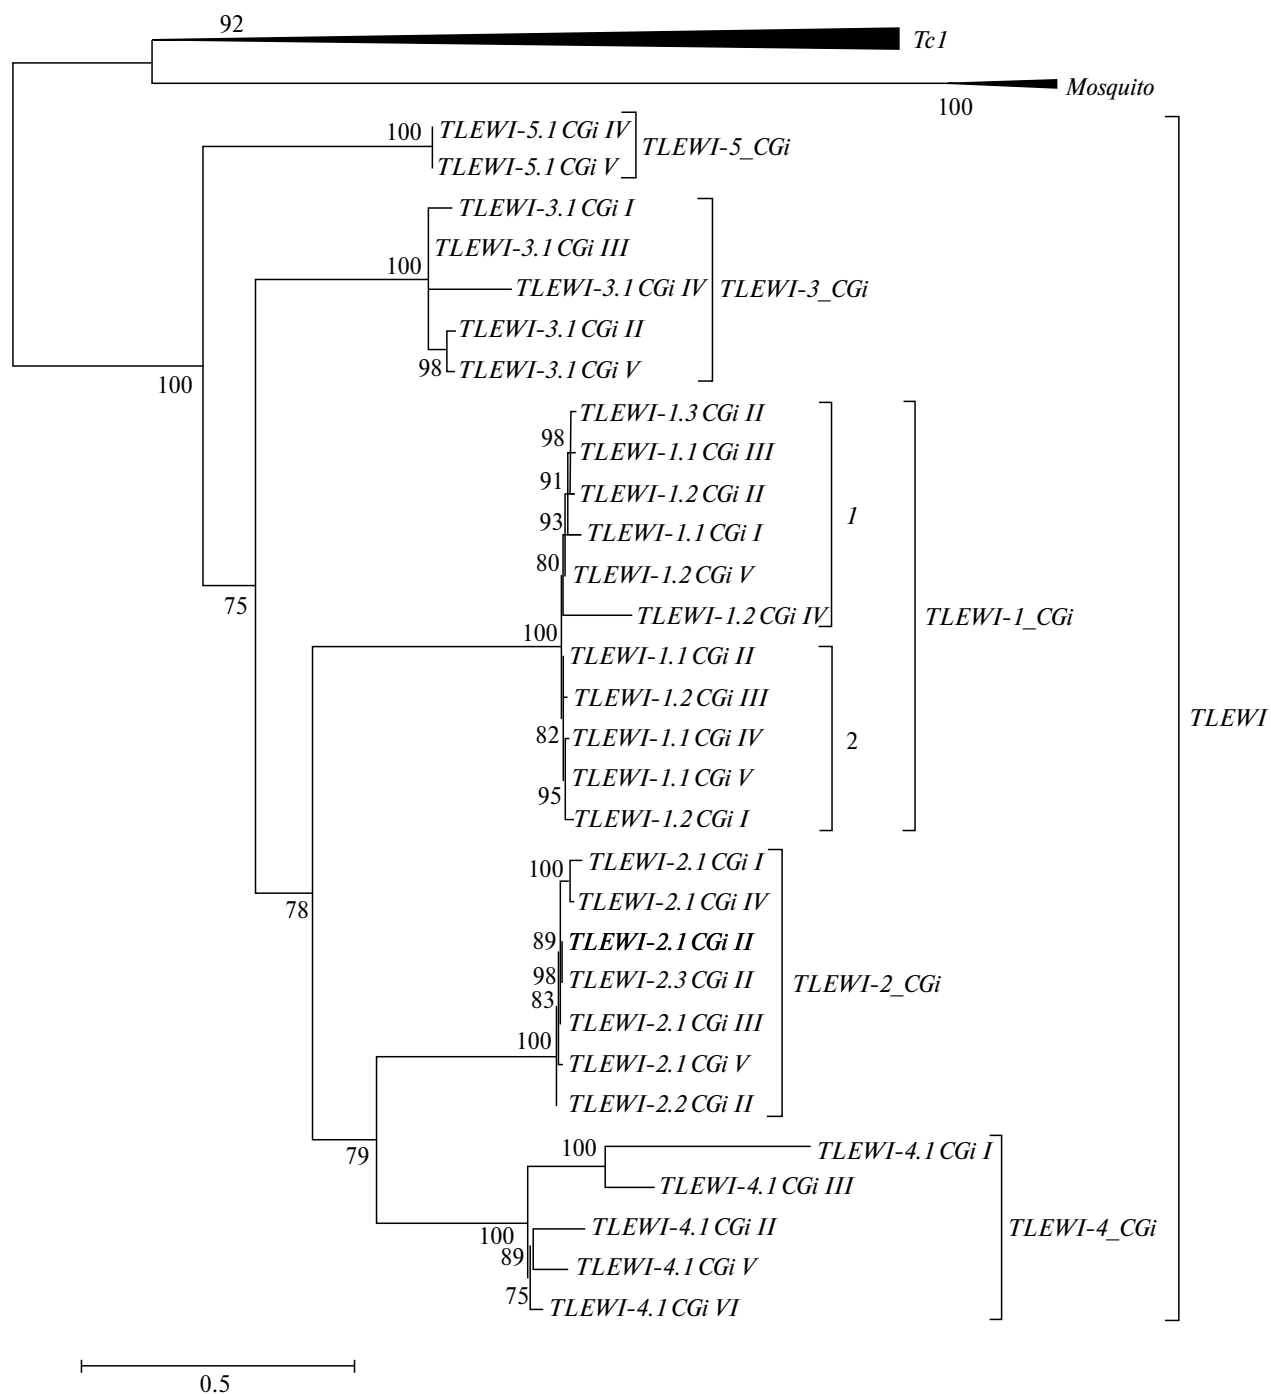 92
Tc1
Mosquito
100
100
TLEWI-5.1 CGi IV
TLEWI-5_CGi
TLEWI-5.1 CGi V
TLEWI-3.1 CGi I
TLEWI-3.1 CGi III
100
TLEWI-3.1 CGi IV
TLEWI-3_CGi
TLEWI-3.1 CGi II
98
TLEWI-3.1 CGi V
100
TLEWI-1.3 CGi II
98
TLEWI-1.1 CGi III
91
TLEWI-1.2 CGi II
93
1
TLEWI-1.1 CGi I
80
TLEWI-1.2 CGi V
75
TLEWI-1.2 CGi IV
TLEWI-1_CGi
100
TLEWI-1.1 CGi II
TLEWI-1.2 CGi III
TLEWI
82
TLEWI-1.1 CGi IV
2
TLEWI-1.1 CGi V
95
TLEWI-1.2 CGi I
100
TLEWI-2.1 CGi I
TLEWI-2.1 CGi IV
78
89
TLEWI-2.1 CGi II
98
TLEWI-2.3 CGi II
TLEWI-2_CGi
83
TLEWI-2.1 CGi III
100
TLEWI-2.1 CGi V
TLEWI-2.2 CGi II
79
100
TLEWI-4.1 CGi I
TLEWI-4.1 CGi III
100
TLEWI-4.1 CGi II
TLEWI-4_CGi
89
TLEWI-4.1 CGi V
75
TLEWI-4.1 CGi VI
0.5